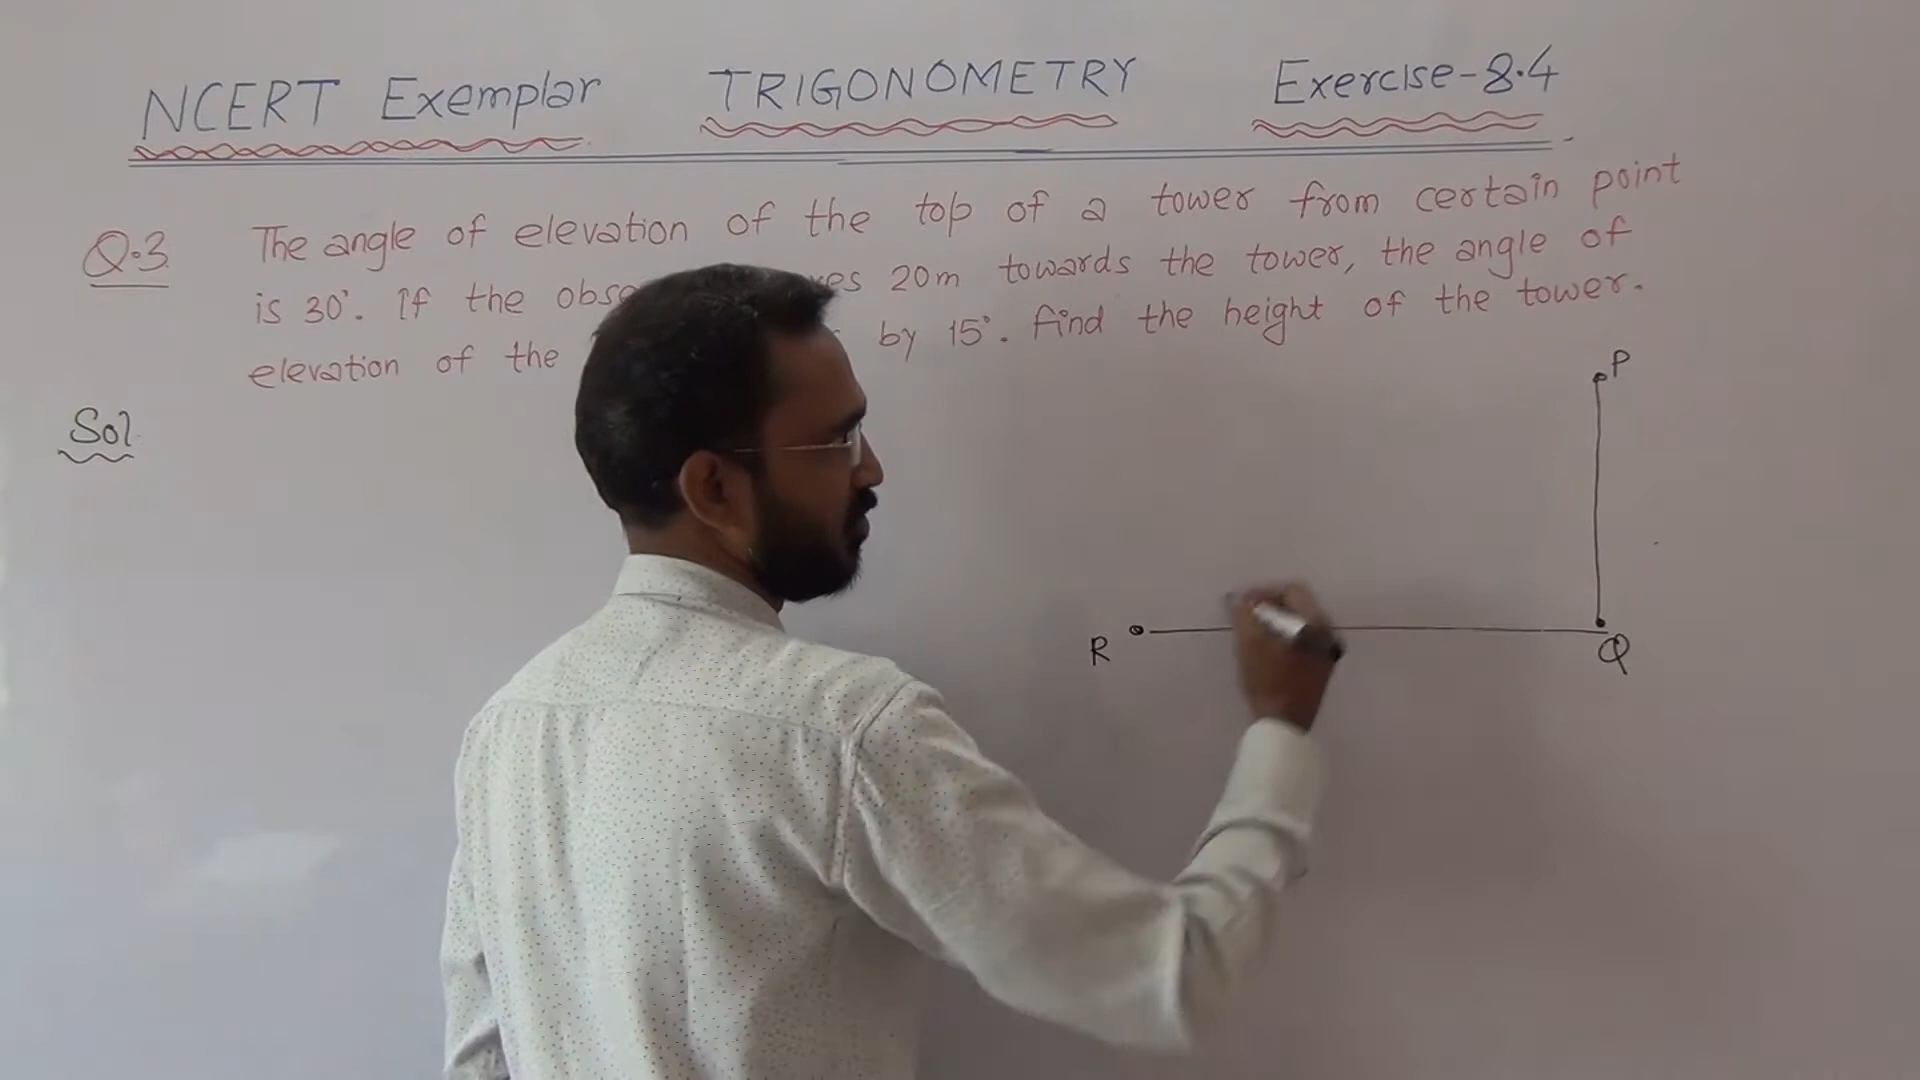 NCERT Exemplar TRIGONOMETRY Exercise-8.4
Q.3 The angle of elevation of the top of a tower from certain point
is 30°. If the 20m towards the tower, the angle of
elevation of the by 15°. Find the height of the tower.
P
Sol
R Q